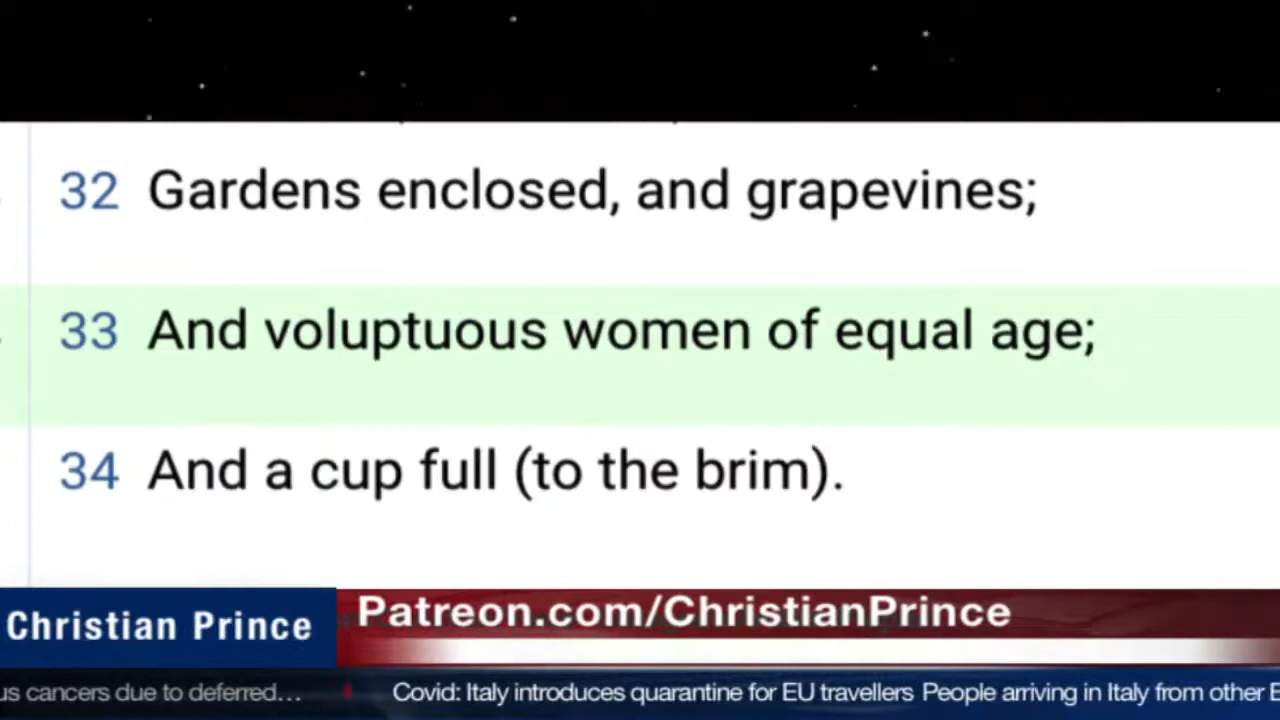 32 Gardens enclosed, and grapevines;
33 And voluptuous women of equal age;
34 And a cup full (to the brim).
Christian Prince
Patreon.com/ChristianPrince
us cancers due to deferred... Covid: Italy introduces quarantine for EU travellers People arriving in Italy from other E